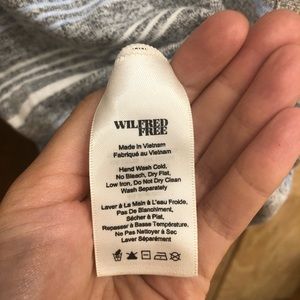 WILFRED
FREE
Made in Vietnam
Fabriqué au Vietnam
Hand Wash Cold,
No Bleach, Dry Flat,
Low Iron, Do Not Dry Clean
Wash Separately
Laver à La Main à L'eau Froide,
Pas De Blanchiment,
Sécher à Plat,
Repasser à Basse Température,
Ne Pas Nettoyer à Sec
Laver Séparément